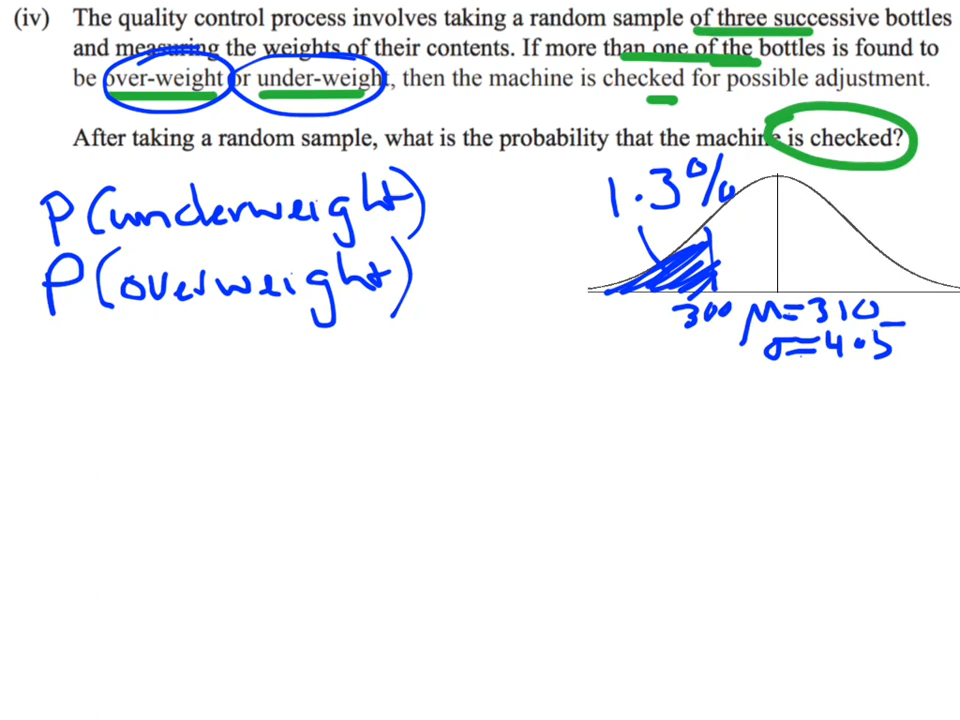 (iv) The quality control process involves taking a random sample of three successive bottles
and measuring the weights of their contents. If more than one of the bottles is found to
be over-weight or under-weight, then the machine is checked for possible adjustment.
After taking a random sample, what is the probability that the machine is checked?
P(underweight)
P(overweight)
1.3%
300 μ=310
σ=4.5